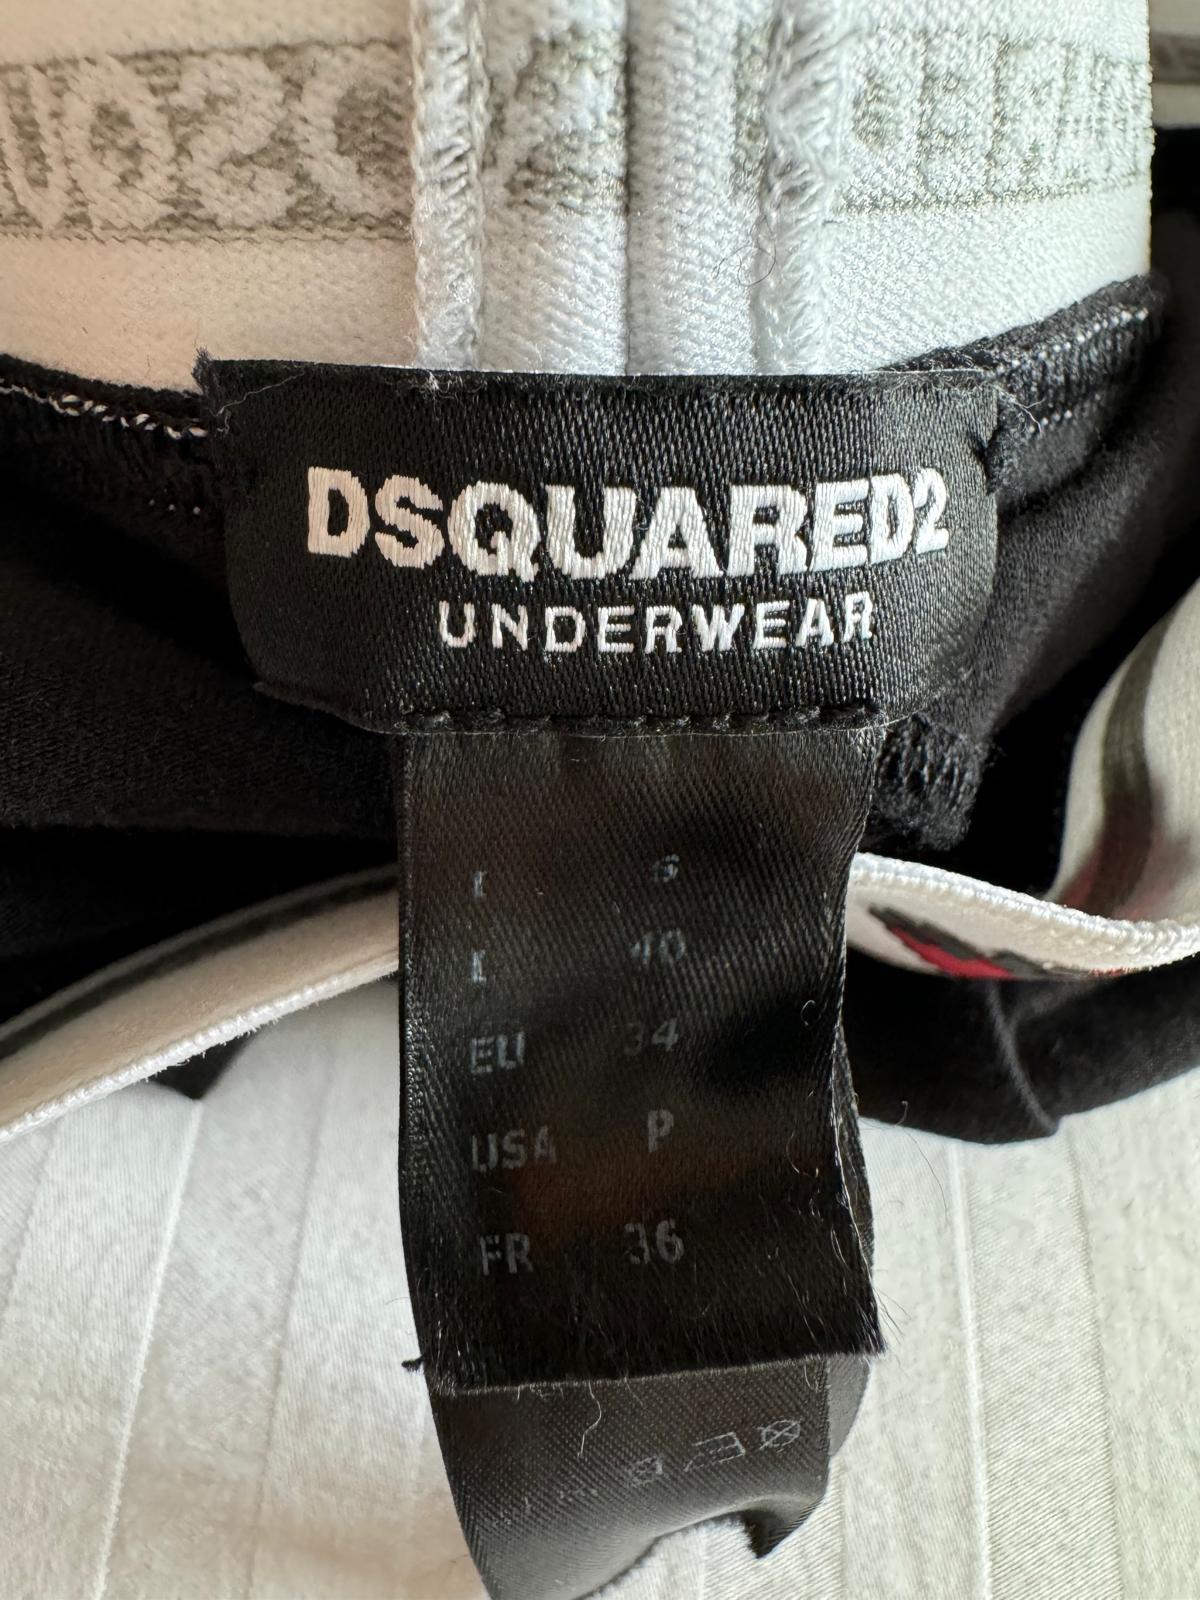 DSQUARED2
UNDERWEAR
I S
I 40
EU 34
USA P
FR 36